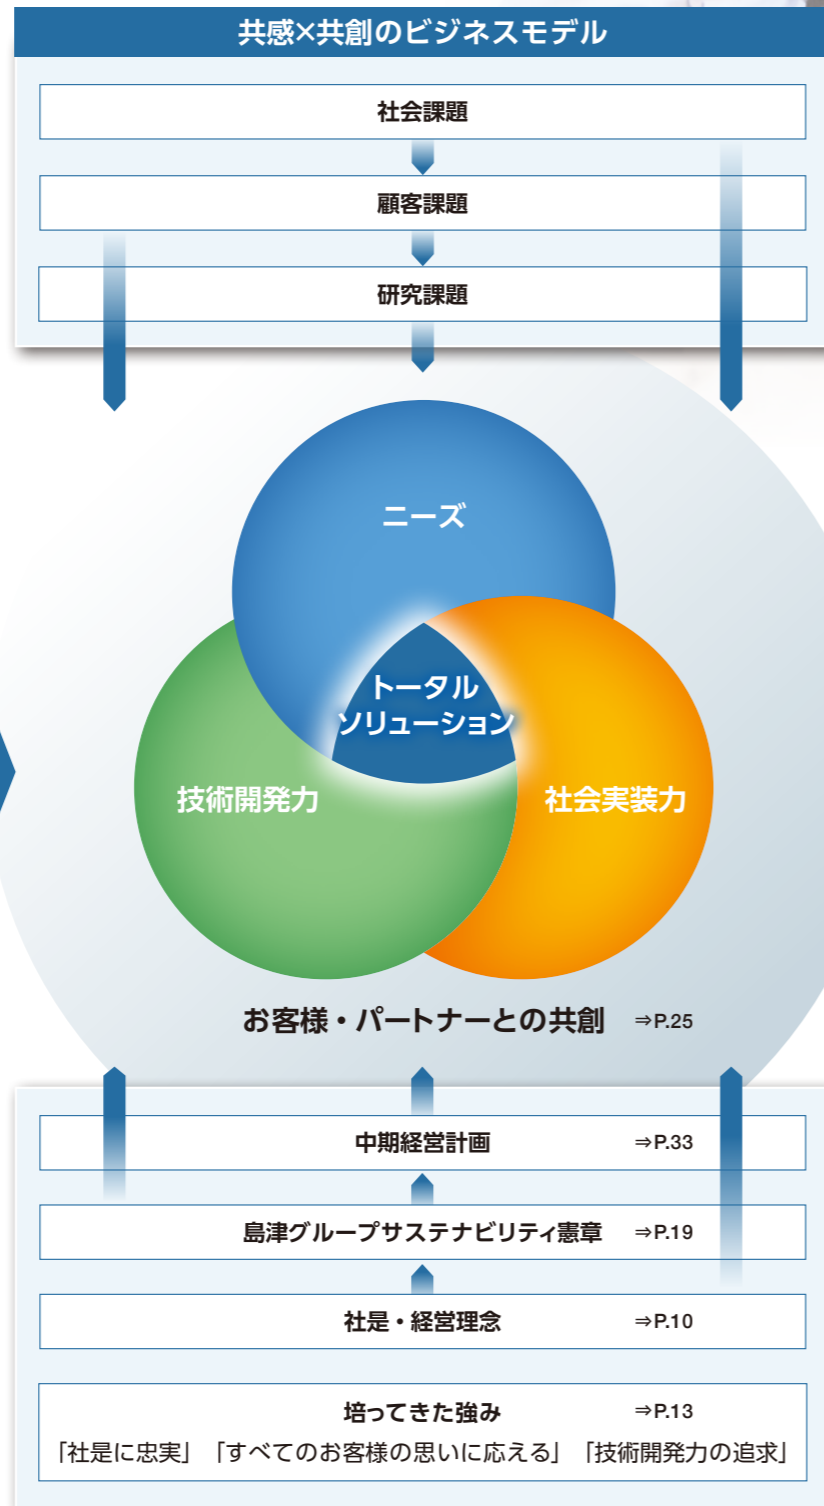 共感×共創のビジネスモデル
社会課題
顧客課題
研究課題
ニーズ
トータル
ソリューション
技術開発力
社会実装力
お客様・パートナーとの共創 ⇒P.25
中期経営計画 ⇒P.33
島津グループサステナビリティ憲章 ⇒P.19
社是・経営理念 ⇒P.10
培ってきた強み ⇒P.13
「社是に忠実」「すべてのお客様の思いに応える」「技術開発力の追求」